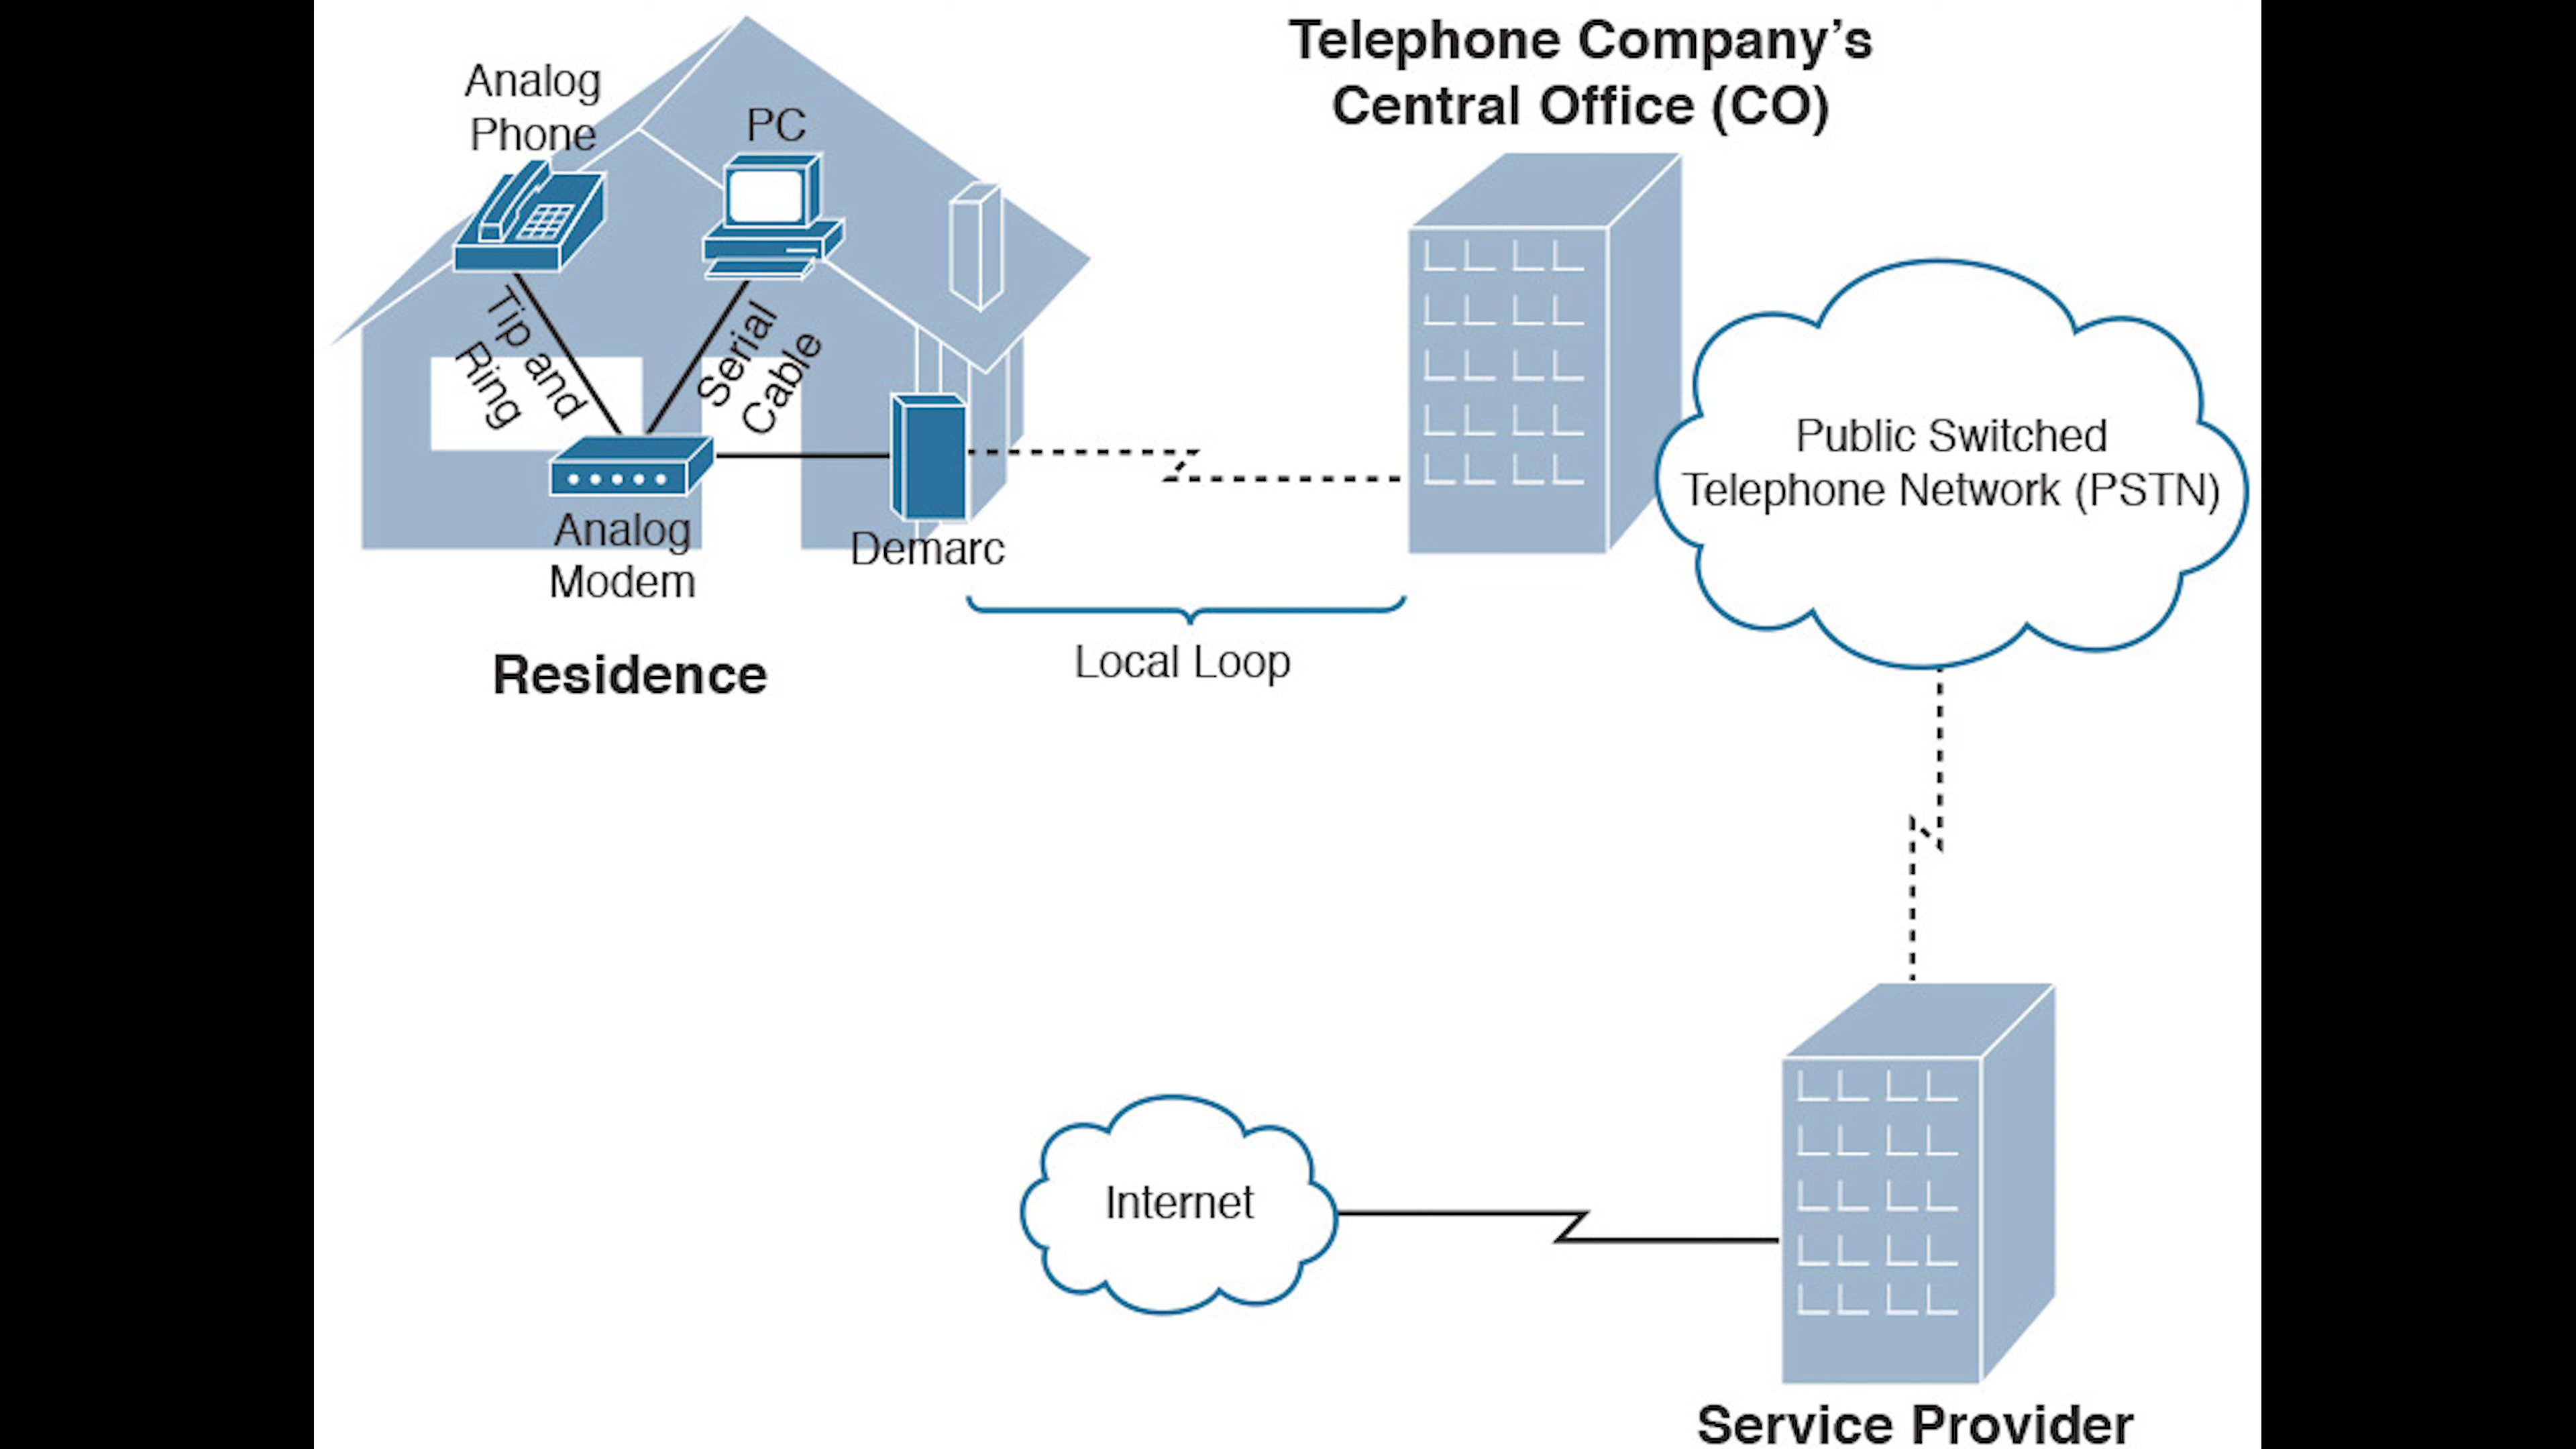 Telephone Company’s
Central Office (CO)
Analog
Phone
PC
Tip and
Ring
Serial
Cable
Analog
Modem
Demarc
Residence
Local Loop
Public Switched
Telephone Network (PSTN)
Internet
Service Provider